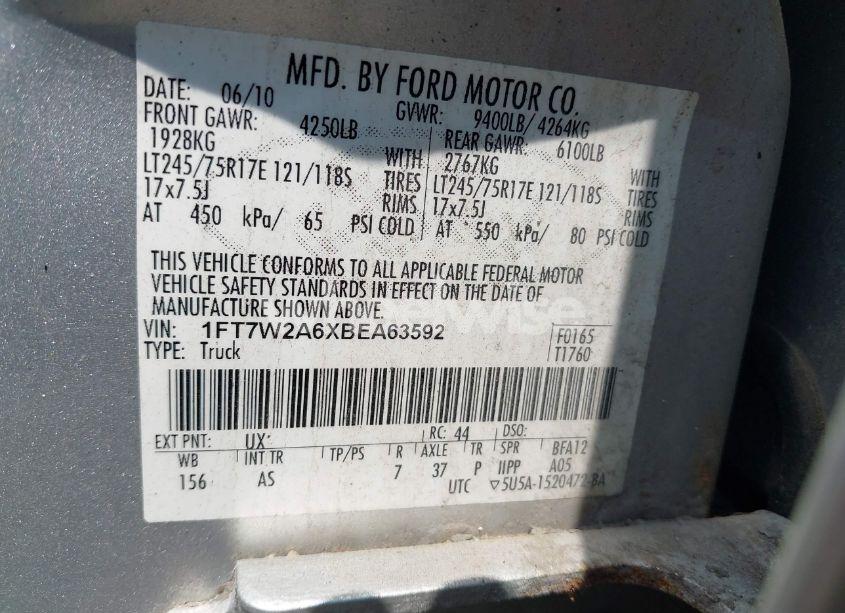 MFD. BY FORD MOTOR CO.
DATE: 06/10 GVWR: 9400LB/ 4264KG
FRONT GAWR: 4250LB REAR GAWR: 6100LB
1928KG WITH 2767KG WITH
LT245/75R17E 121/118S TIRES LT245/75R17E 121/118S TIRES
17x7.5J RIMS 17x7.5J RIMS
AT 450 kPa/ 65 PSI COLD AT 550 kPa/ 80 PSI COLD
THIS VEHICLE CONFORMS TO ALL APPLICABLE FEDERAL MOTOR
VEHICLE SAFETY STANDARDS IN EFFECT ON THE DATE OF
MANUFACTURE SHOWN ABOVE.
VIN: 1FT7W2A6XBEA63592 F0165
TYPE: Truck T1760
EXT PNT: UX RC: 44 DSO:
WB INT TR TP/PS R AXLE TR SPR BFA12
156 AS 7 37 P IIPP A05
UTC ▽5U5A-1520472-BA